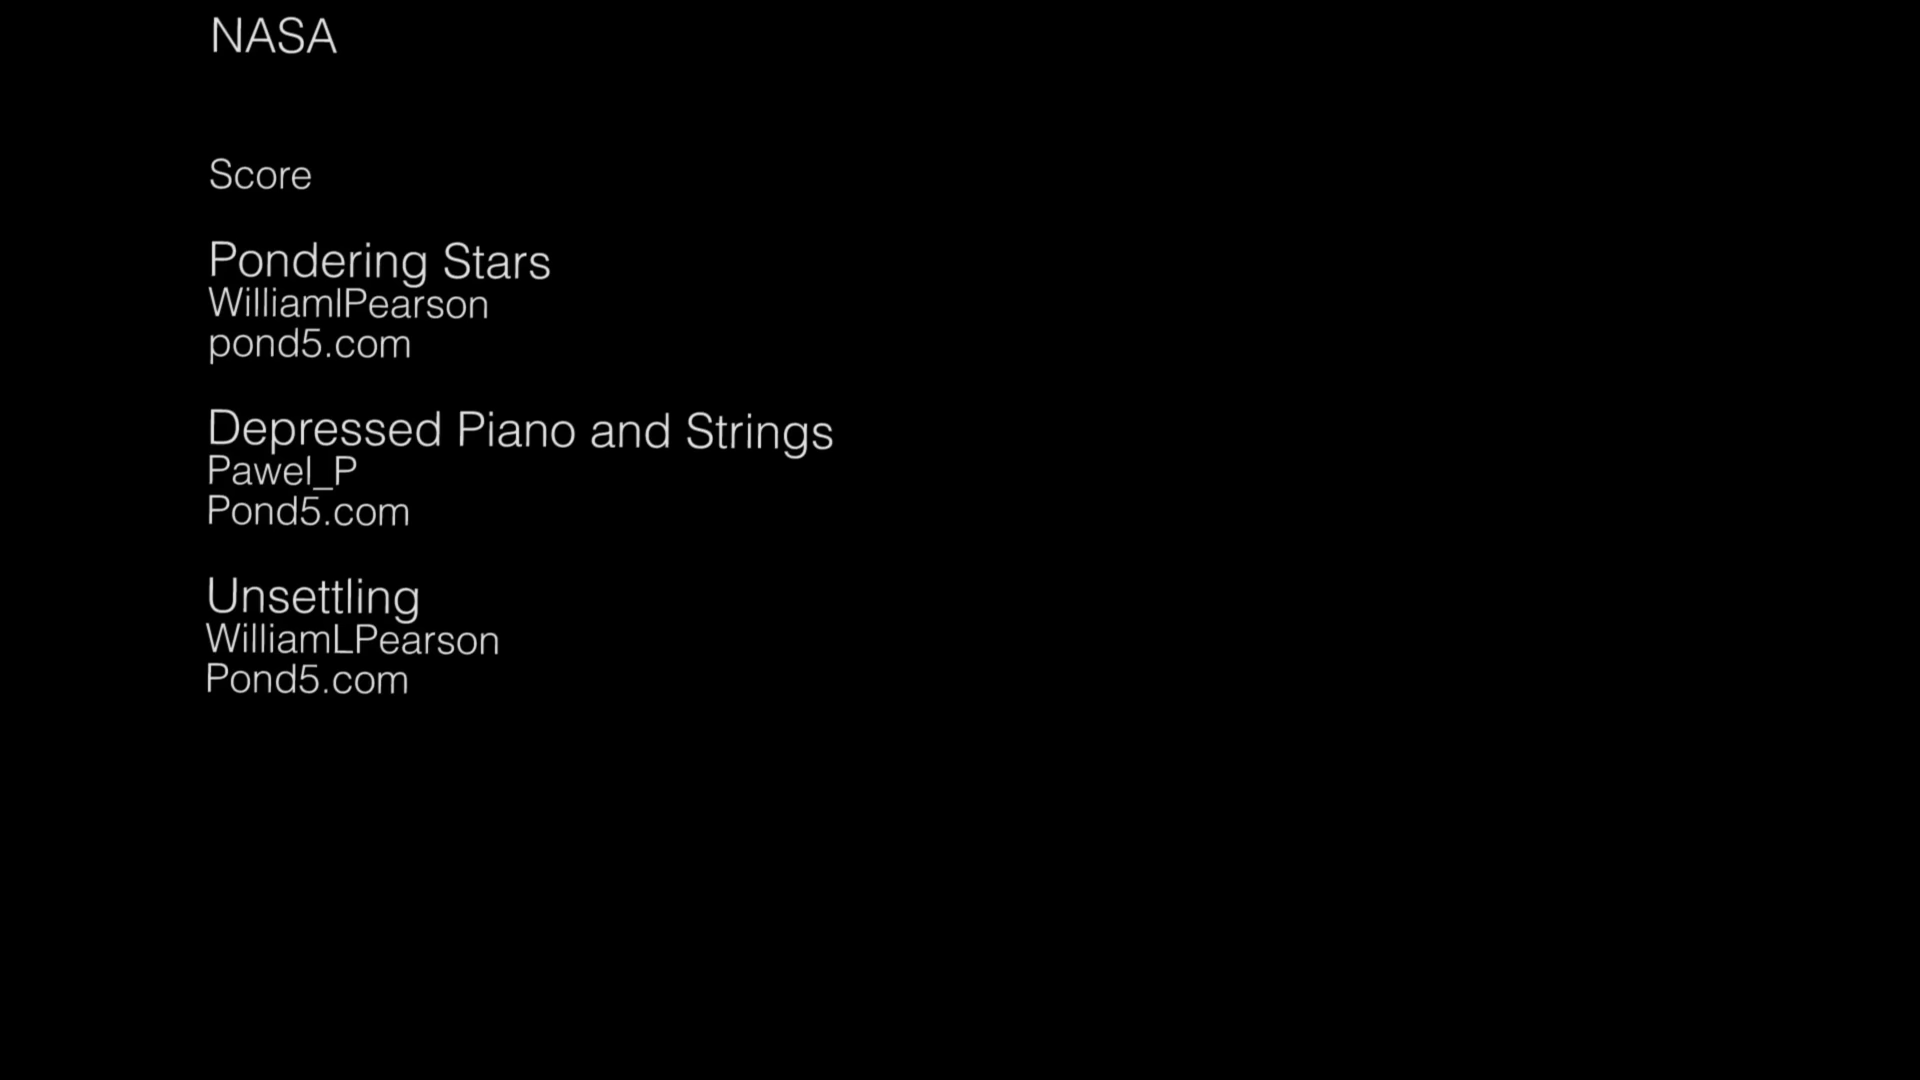 NASA
Score
Pondering Stars
WilliamlPearson
pond5.com
Depressed Piano and Strings
Pawel_P
Pond5.com
Unsettling
WilliamLPearson
Pond5.com